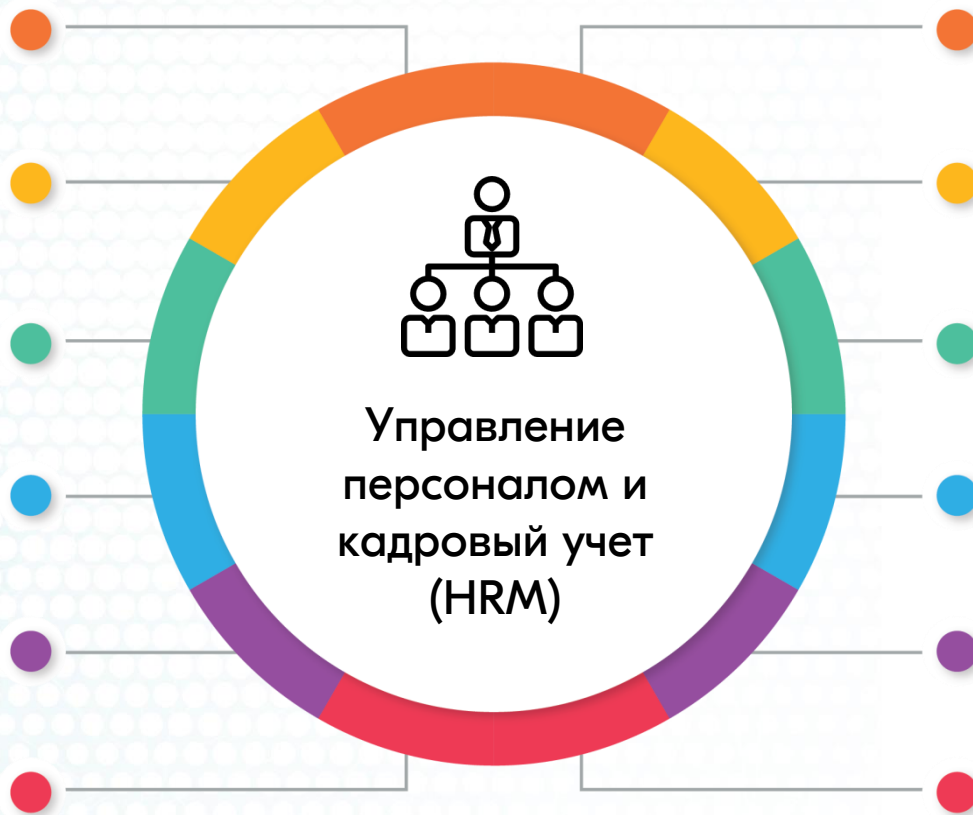 Управление
персоналом и
кадровый учет
(HRM)